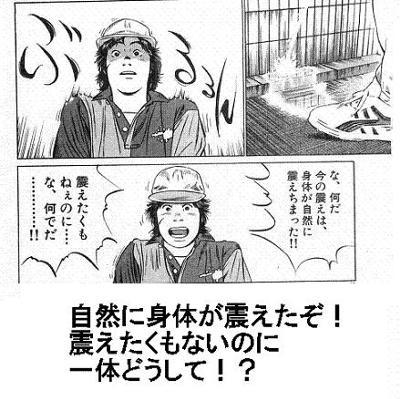 ぶるるん
な、何だ
今の震えは、
身体が自然に
震えちまった!!
震えたくも
ねぇのに……
な、何でだ
…………!!
自然に身体が震えたぞ！
震えたくもないのに
一体どうして！？